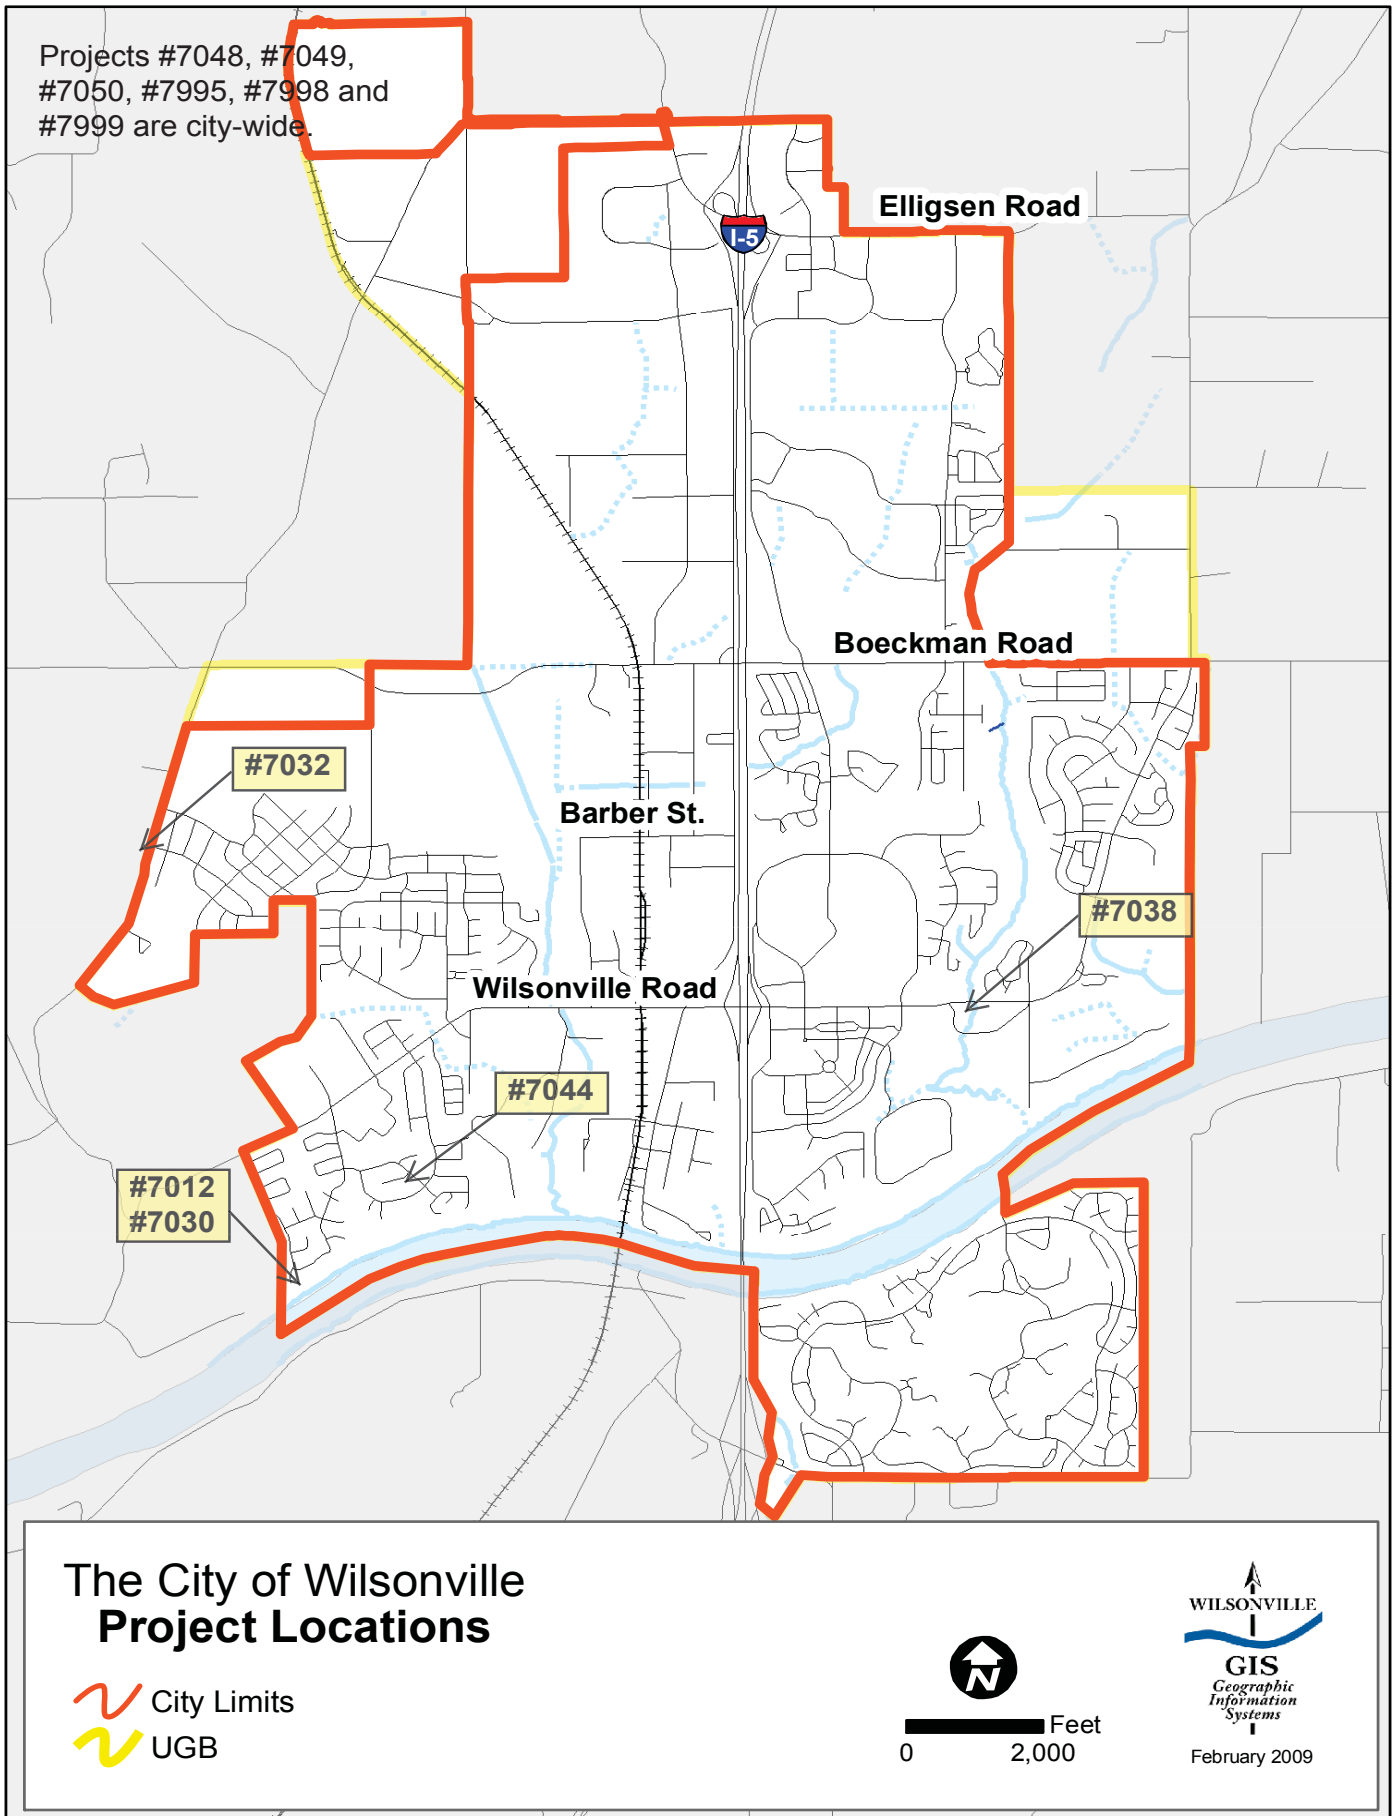 Projects #7048, #7049,
#7050, #7995, #7998 and
#7999 are city-wide.
Elligsen Road
I-5
Boeckman Road
#7032
Barber St.
#7038
Wilsonville Road
#7044
#7012
#7030
The City of Wilsonville
Project Locations
City Limits
UGB
N
Feet
0 2,000
WILSONVILLE
GIS
Geographic
Information
Systems
February 2009